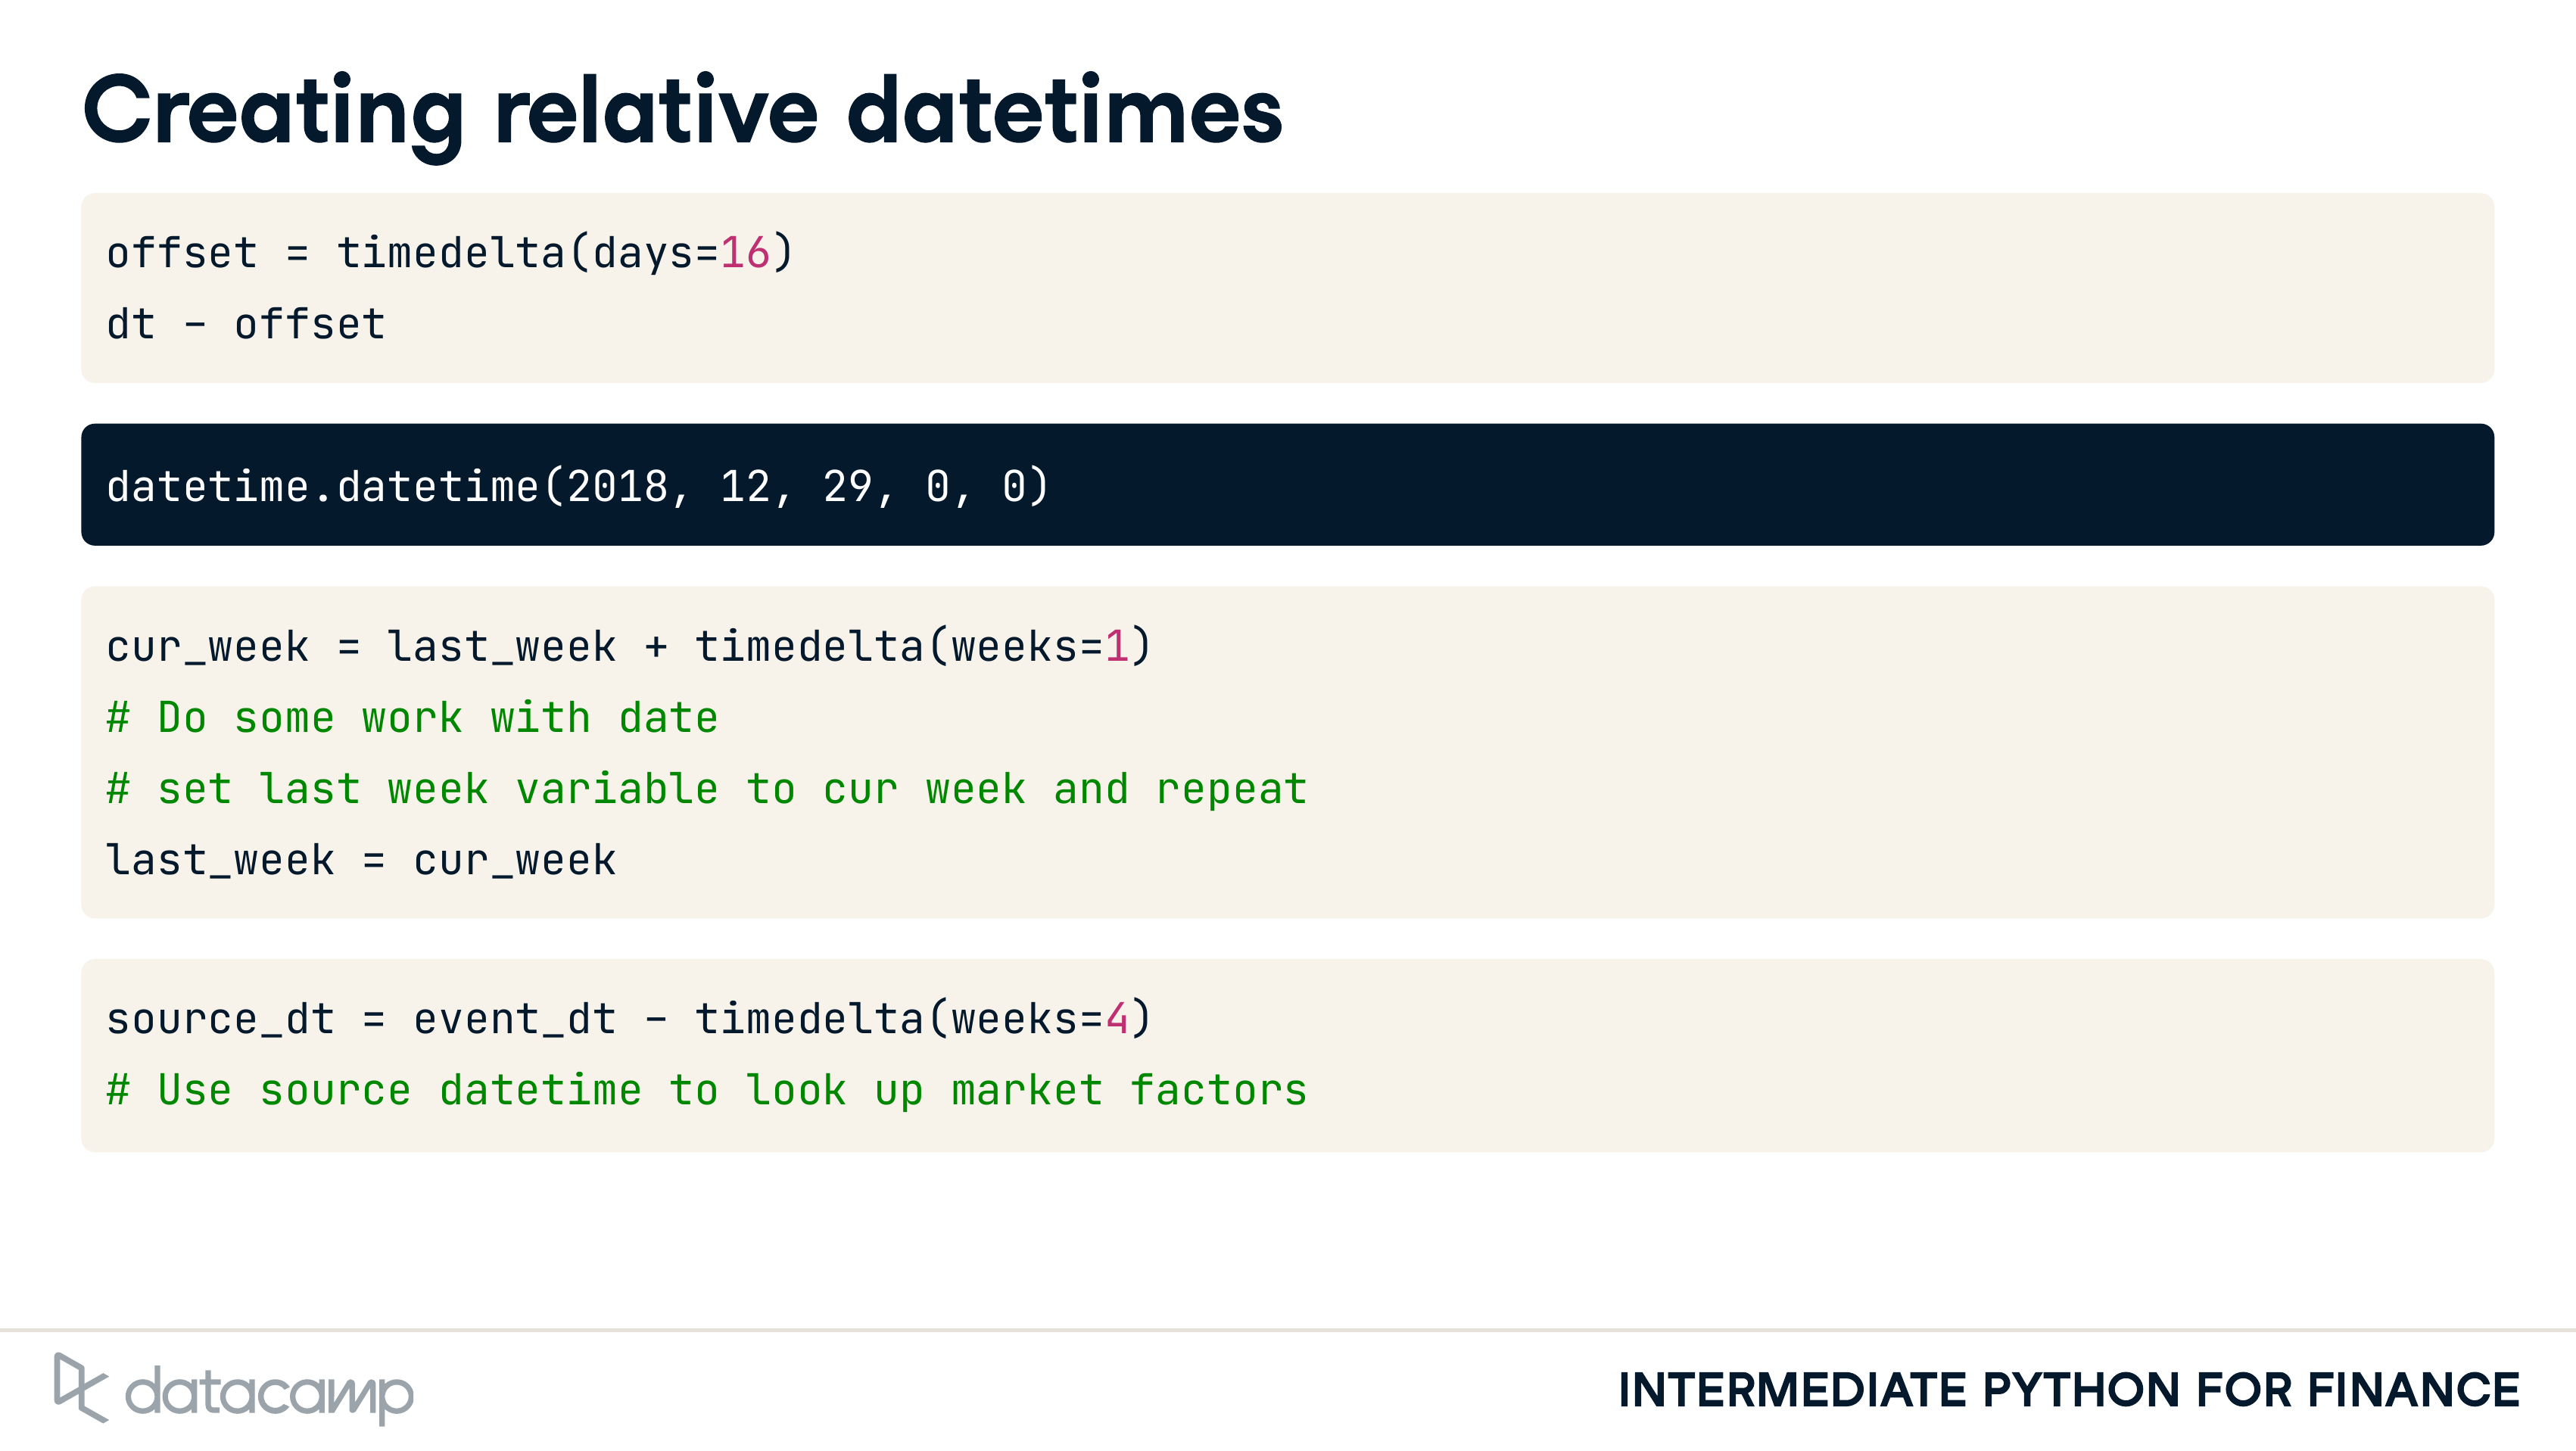 Creating relative datetimes
offset = timedelta(days=16)
dt - offset
datetime.datetime(2018, 12, 29, 0, 0)
cur_week = last_week + timedelta(weeks=1)
# Do some work with date
# set last week variable to cur week and repeat
last_week = cur_week
source_dt = event_dt - timedelta(weeks=4)
# Use source datetime to look up market factors
datacamp
INTERMEDIATE PYTHON FOR FINANCE